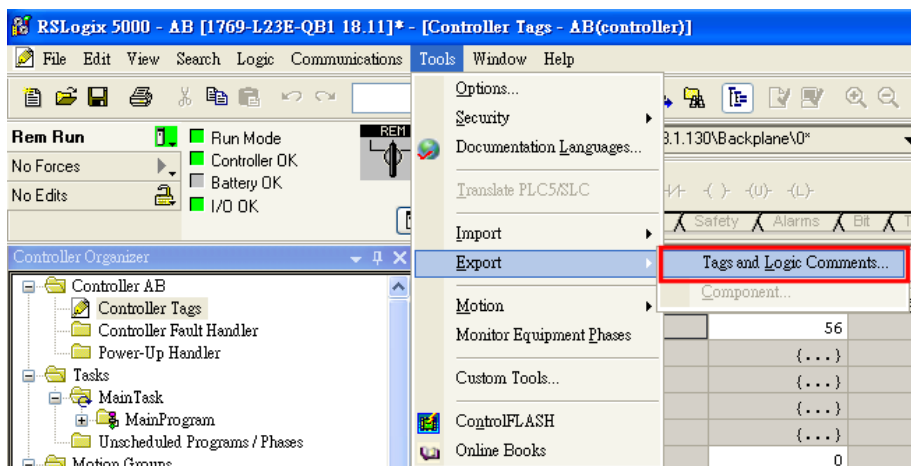 RSLogix 5000 - AB [1769-L23E-QB1 18.11]* - [Controller Tags - AB(controller)]
File Edit View Search Logic Communications Tools Window Help
Rem Run
Run Mode
No Forces
Controller OK
Battery OK
No Edits
I/O OK
REM
3.1.130\Backplane\0*
Safety Alarms Bit T
Options...
Security
Documentation Languages...
Translate PLC5/SLC
Import
Export
Motion
Monitor Equipment Phases
Custom Tools...
ControlFLASH
Online Books
Tags and Logic Comments...
Component...
Controller Organizer
Controller AB
Controller Tags
Controller Fault Handler
Power-Up Handler
Tasks
MainTask
MainProgram
Unscheduled Programs / Phases
Motion Groups
56
{...}
{...}
{...}
{...}
0